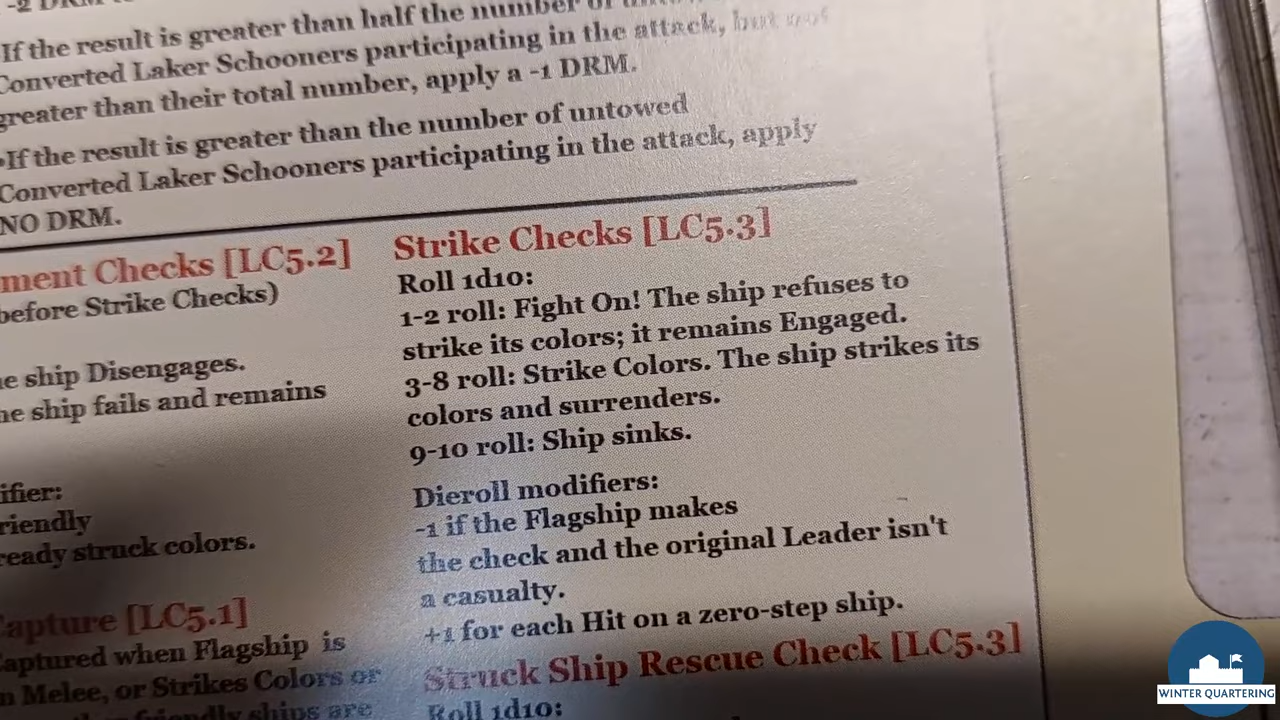 -2 DRM
If the result is greater than half the number of
Converted Laker Schooners participating in the attack, but not
greater than their total number, apply a -1 DRM.
•If the result is greater than the number of untowed
Converted Laker Schooners participating in the attack, apply
NO DRM.
ment Checks [LC5.2]
before Strike Checks)
e ship Disengages.
e ship fails and remains
ifier:
riendly
ready struck colors.
apture [LC5.1]
aptured when Flagship is
n Melee, or Strikes Colors or
friendly ships are
Strike Checks [LC5.3]
Roll 1d10:
1-2 roll: Fight On! The ship refuses to
strike its colors; it remains Engaged.
3-8 roll: Strike Colors. The ship strikes its
colors and surrenders.
9-10 roll: Ship sinks.
Dieroll modifiers:
-1 if the Flagship makes
the check and the original Leader isn't
a casualty.
+1 for each Hit on a zero-step ship.
Struck Ship Rescue Check [LC5.3]
Roll 1d10:
WINTER QUARTERING